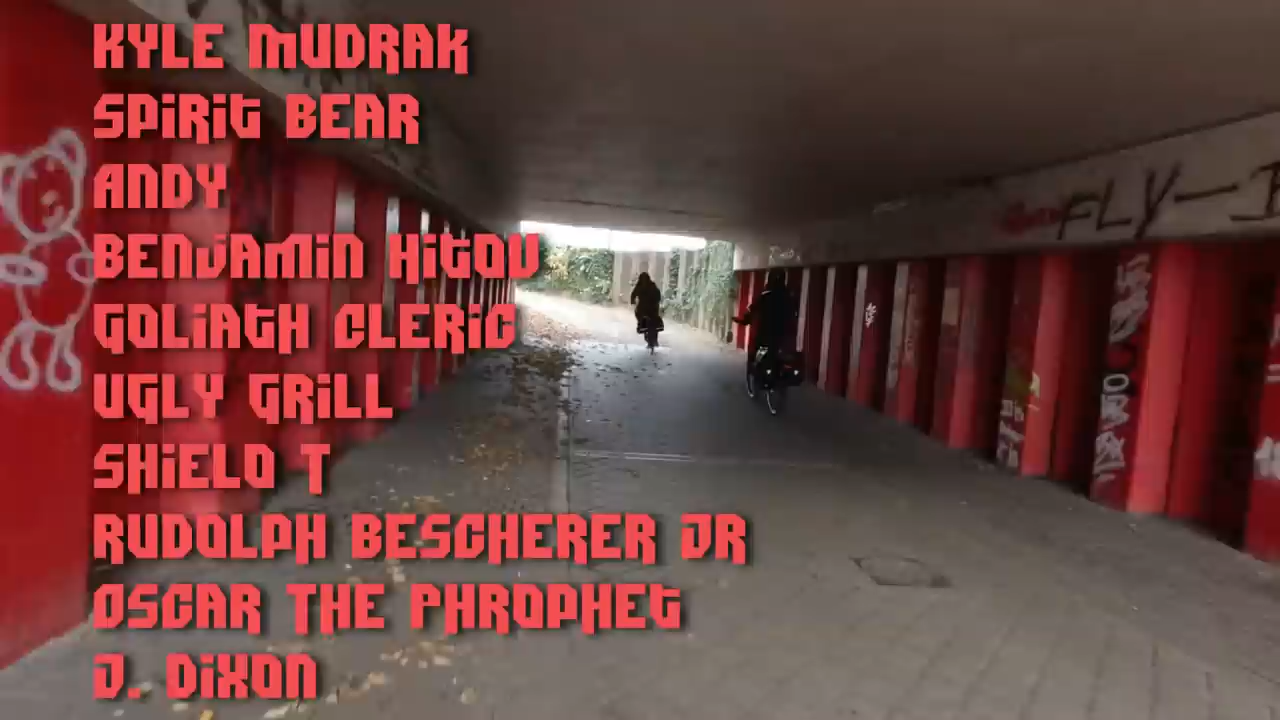 KYLE MUDRAK
SPiRit BEAR
ANDY
BENJAMiN HitOV
GOLiAtH CLERiC
UGLY GRiLL
SHiELD T
RUDOLPH BESCHERER JR
OSCAR THE PHROPHEt
J. DiXON
FLY-